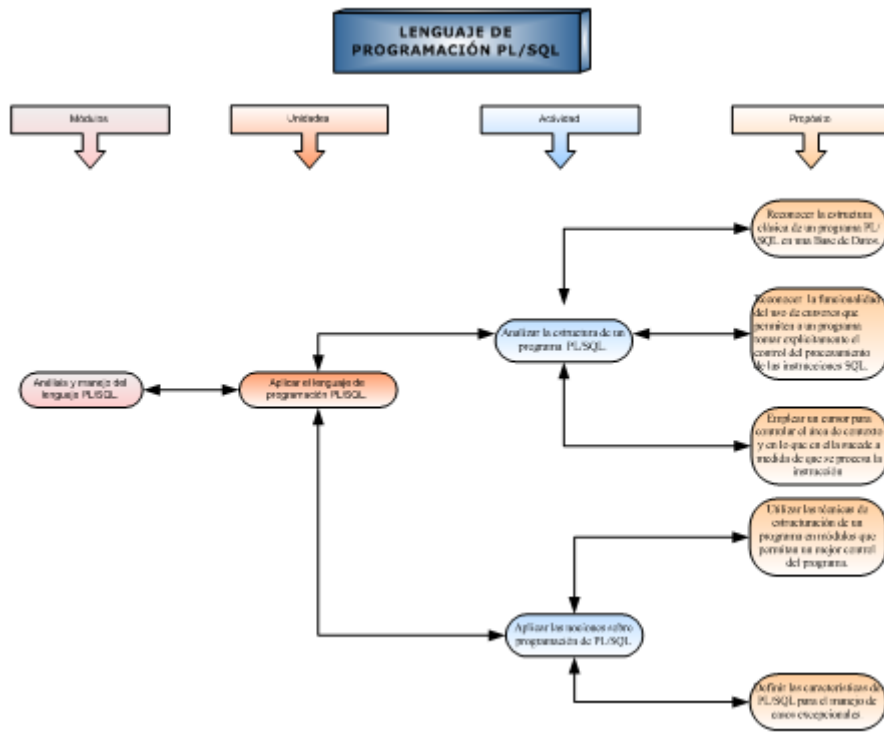 LENGUAJE DE
PROGRAMACIÓN PL/SQL
Módulos
Unidades
Actividad
Propósito
Reconocer la estructura
clásica de un programa PL/
SQL en una Base de Datos.
Reconocer la funcionalidad
del uso de cursores que
permiten a un programa
tomar explícitamente el
control del procesamiento
de las instrucciones SQL.
Analizar la estructura de un
programa PL/SQL.
Análisis y manejo del
lenguaje PL/SQL.
Aplicar el lenguaje de
programación PL/SQL.
Emplear un cursor para
controlar el área de contexto
y en lo que en ella sucede a
medida de que se procesa la
instrucción
Utilizar las técnicas de
estructuración de un
programa en módulos que
permitan un mejor control
del programa.
Aplicar las nociones sobre
programación de PL/SQL
Definir las características de
PL/SQL para el manejo de
casos excepcionales.